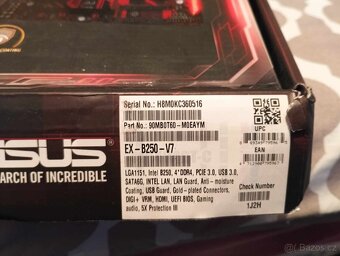 Serial No.: HBM0KC360516
Part No.: 90MB0T60-M0EAYM
UPC
EX-B250-V7
EAN
LGA1151, Intel B250, 4*DDR4, PCIE 3.0, USB 3.0,
SATA6G, INTEL LAN, LAN Guard, Anti-moisture
Coating, USB Guard, Gold-plated Connectors,
DIGI+ VRM, HDMI, UEFI BIOS, Gaming
audio, 5X Protection III
Check Number
1J2H
SUS
ARCH OF INCREDIBLE